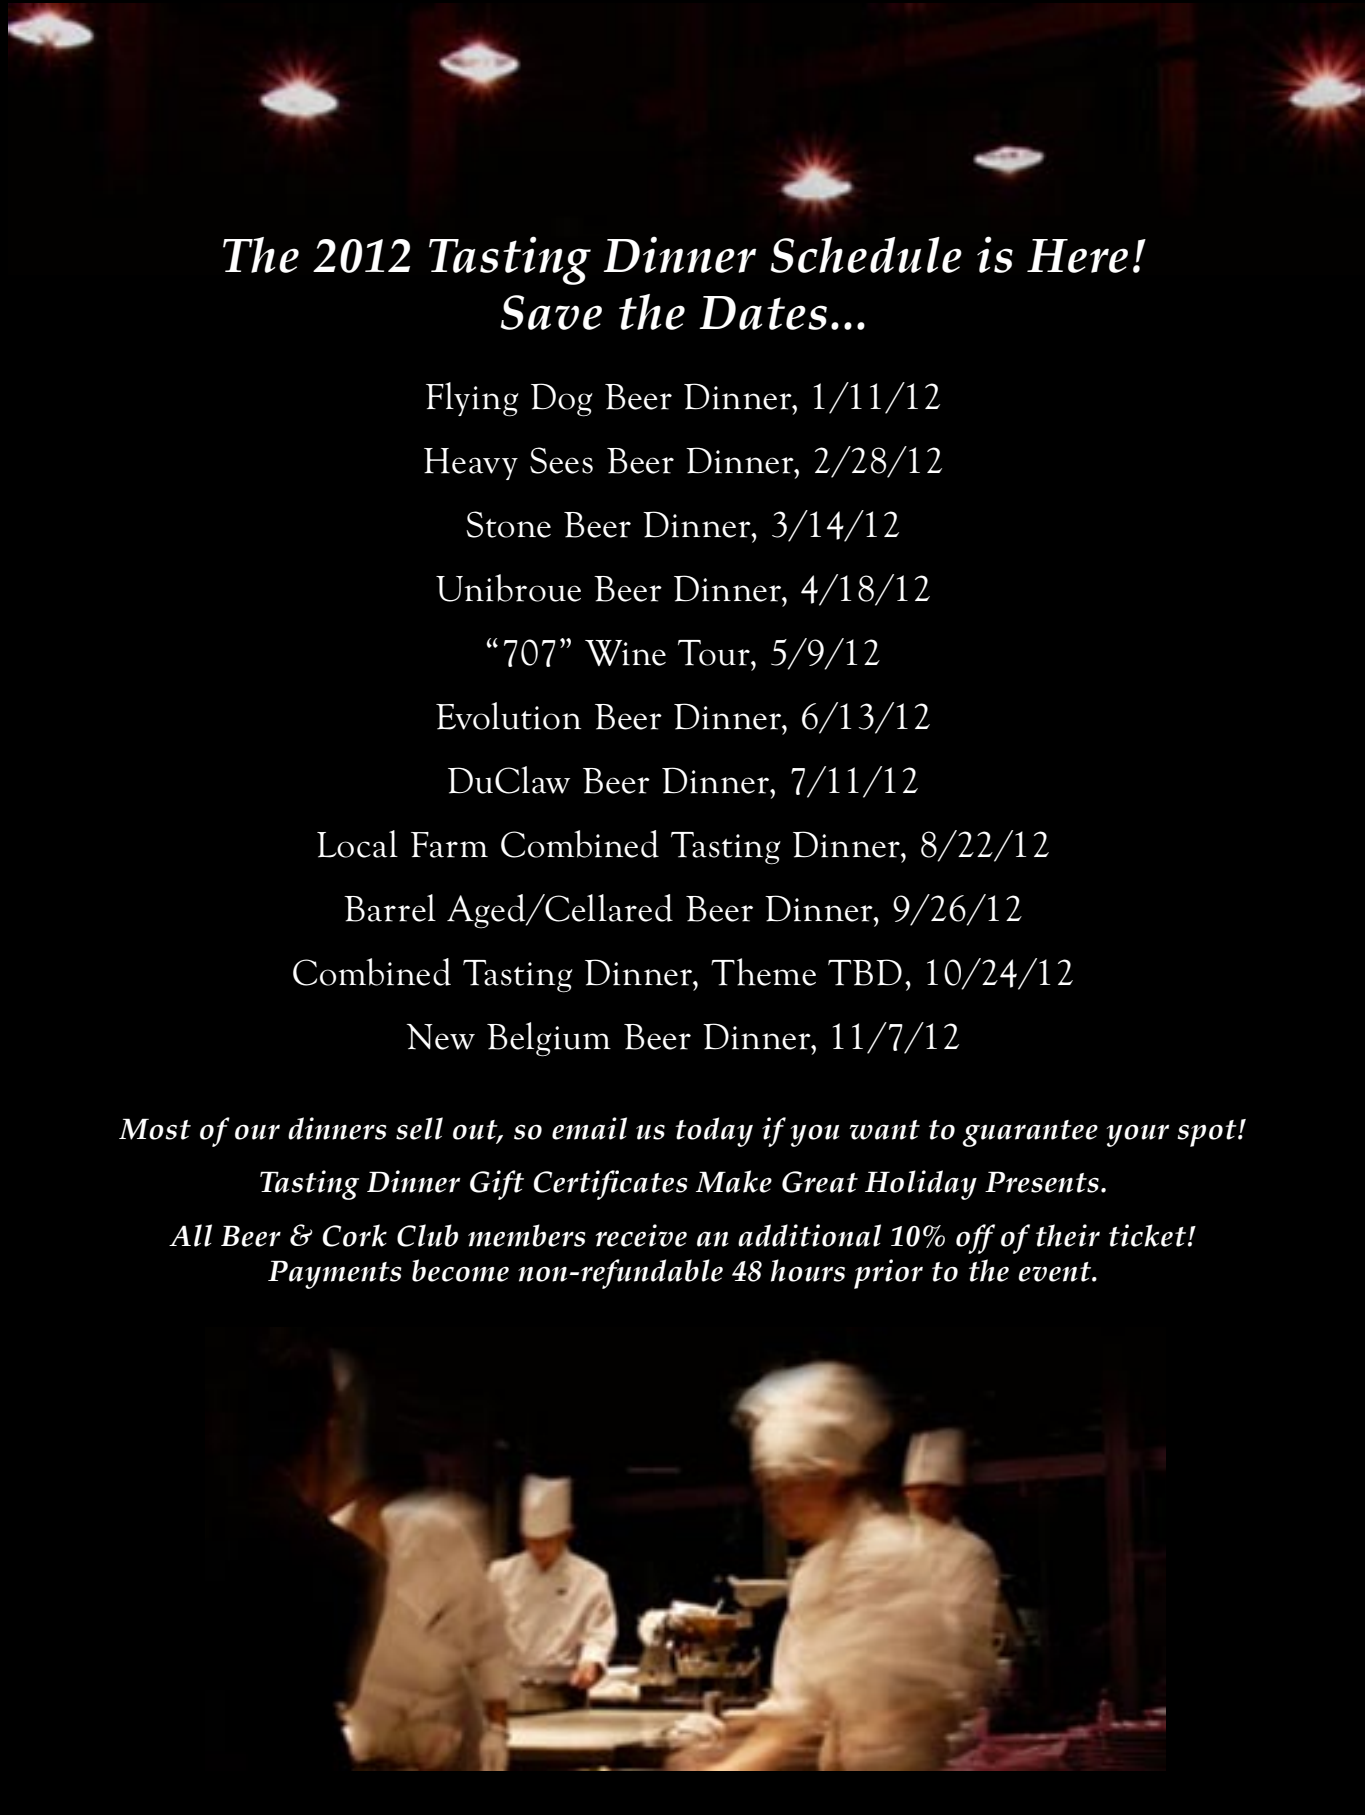 The 2012 Tasting Dinner Schedule is Here!
Save the Dates...
Flying Dog Beer Dinner, 1/11/12
Heavy Sees Beer Dinner, 2/28/12
Stone Beer Dinner, 3/14/12
Unibroue Beer Dinner, 4/18/12
“707” Wine Tour, 5/9/12
Evolution Beer Dinner, 6/13/12
DuClaw Beer Dinner, 7/11/12
Local Farm Combined Tasting Dinner, 8/22/12
Barrel Aged/Cellared Beer Dinner, 9/26/12
Combined Tasting Dinner, Theme TBD, 10/24/12
New Belgium Beer Dinner, 11/7/12
Most of our dinners sell out, so email us today if you want to guarantee your spot!
Tasting Dinner Gift Certificates Make Great Holiday Presents.
All Beer & Cork Club members receive an additional 10% off of their ticket!
Payments become non-refundable 48 hours prior to the event.